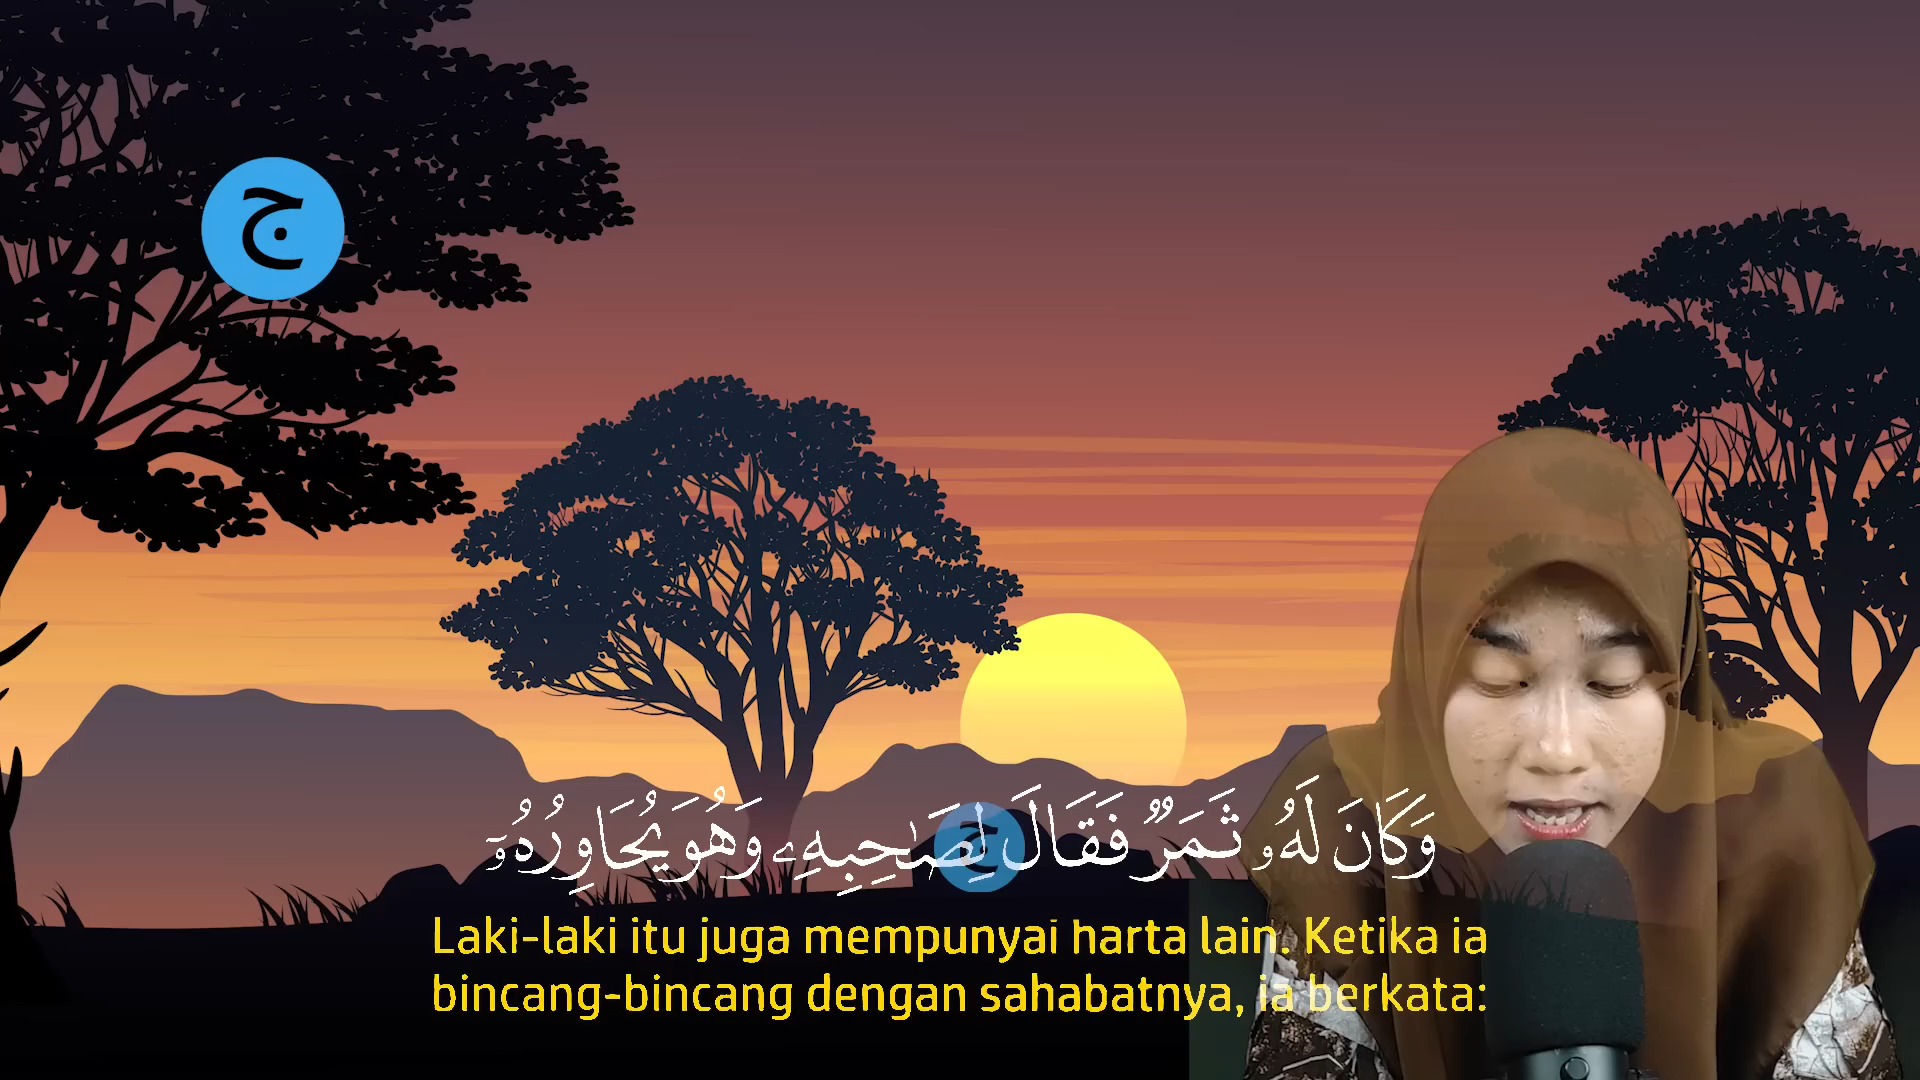 ج
وَكَانَ لَهُۥ ثَمَرٌۭ فَقَالَ لِصَـٰحِبِهِۦ وَهُوَ يُحَاوِرُهُۥٓ
Laki-laki itu juga mempunyai harta lain. Ketika ia
bincang-bincang dengan sahabatnya, ia berkata: